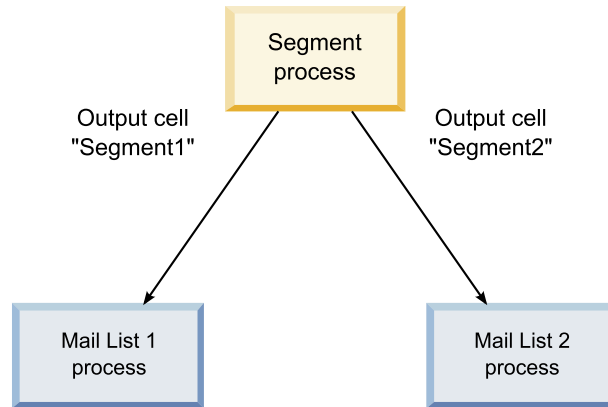 Segment
process
Output cell
"Segment1"
Output cell
"Segment2"
Mail List 1
process
Mail List 2
process